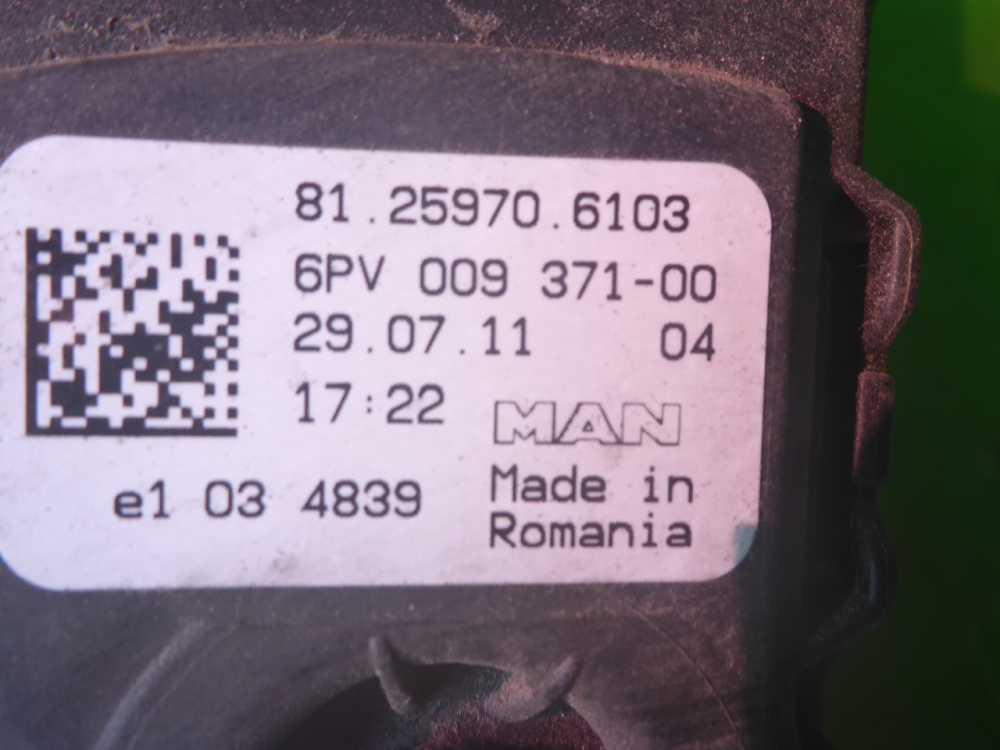 81.25970.6103
6PV 009 371-00
29.07.11 04
17:22 MAN
e1 03 4839
Made in
Romania